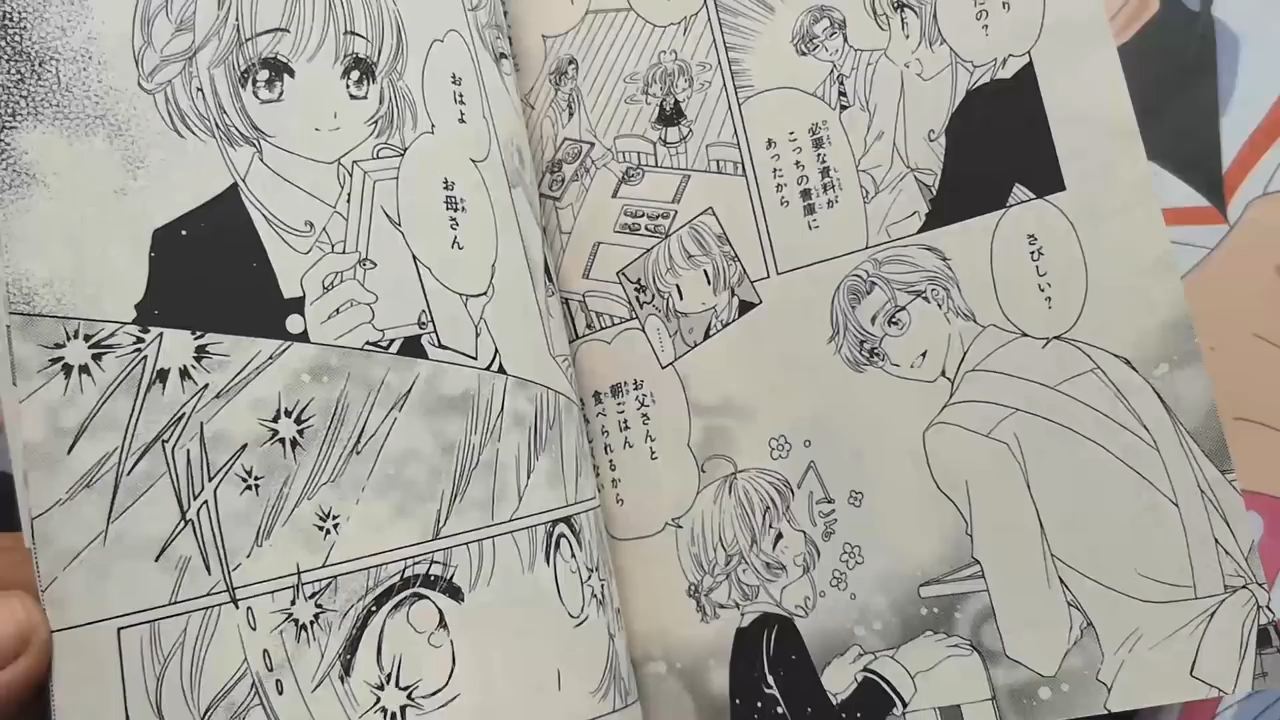 たの?
必要な資料が
こっちの書庫に
あったから
さびしい?
お父さんと
朝ごはん
食べられるから
へにょ
おはよ
お母さん